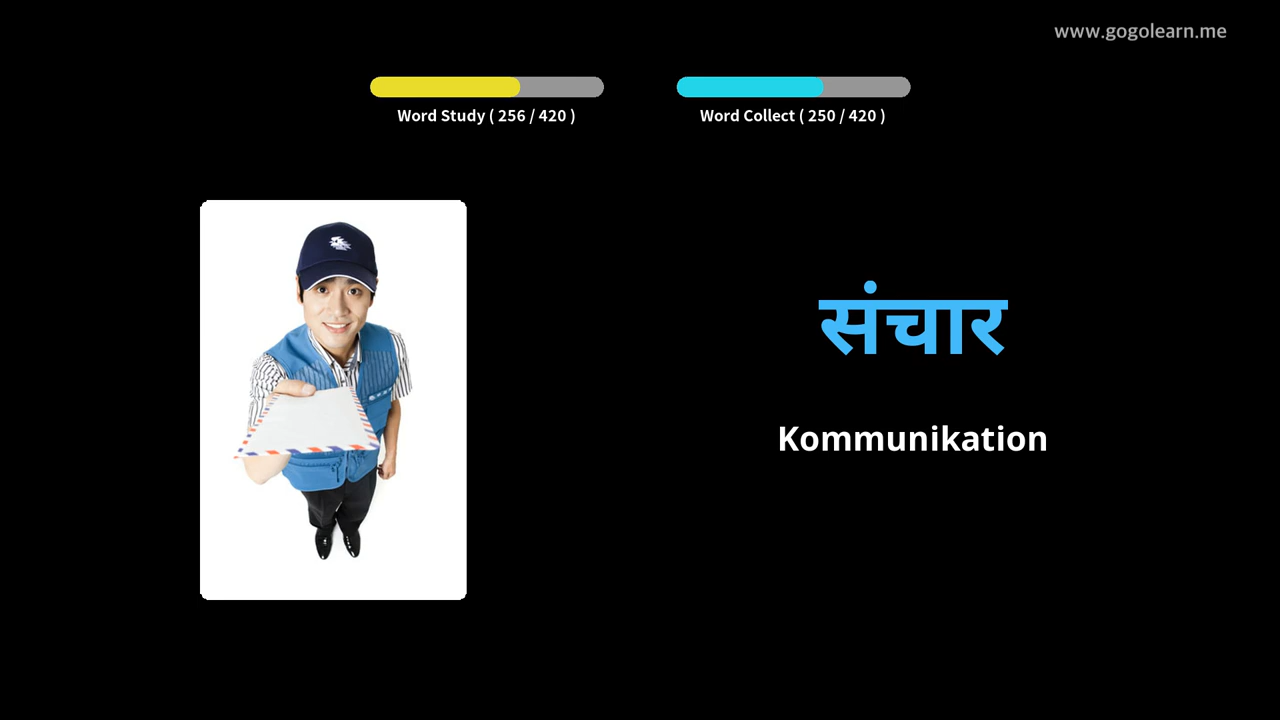 www.gogolearn.me
Word Study ( 256 / 420 )
Word Collect ( 250 / 420 )
संचार
Kommunikation